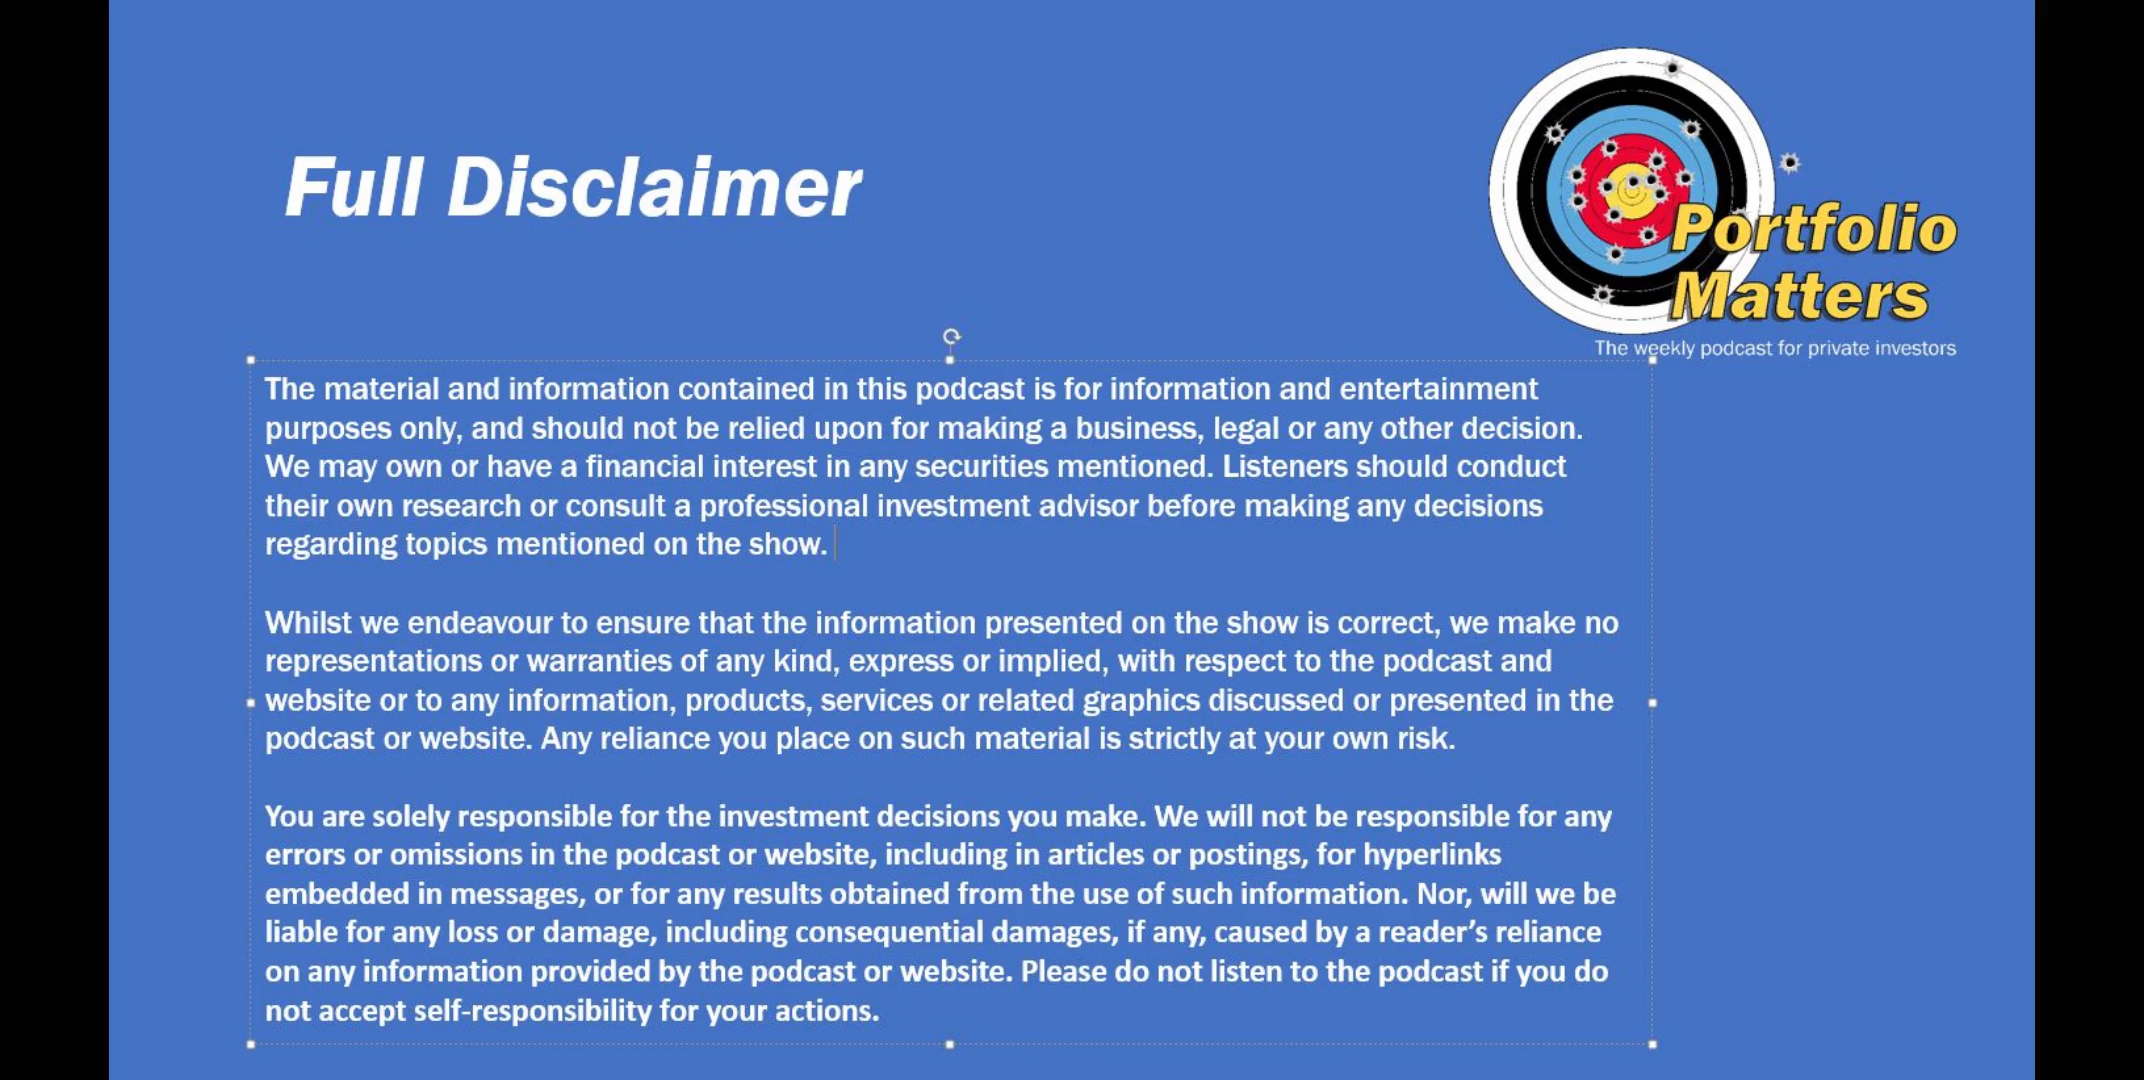 Full Disclaimer
Portfolio
Matters
The weekly podcast for private investors
The material and information contained in this podcast is for information and entertainment
purposes only, and should not be relied upon for making a business, legal or any other decision.
We may own or have a financial interest in any securities mentioned. Listeners should conduct
their own research or consult a professional investment advisor before making any decisions
regarding topics mentioned on the show.
Whilst we endeavour to ensure that the information presented on the show is correct, we make no
representations or warranties of any kind, express or implied, with respect to the podcast and
website or to any information, products, services or related graphics discussed or presented in the
podcast or website. Any reliance you place on such material is strictly at your own risk.
You are solely responsible for the investment decisions you make. We will not be responsible for any
errors or omissions in the podcast or website, including in articles or postings, for hyperlinks
embedded in messages, or for any results obtained from the use of such information. Nor, will we be
liable for any loss or damage, including consequential damages, if any, caused by a reader’s reliance
on any information provided by the podcast or website. Please do not listen to the podcast if you do
not accept self-responsibility for your actions.